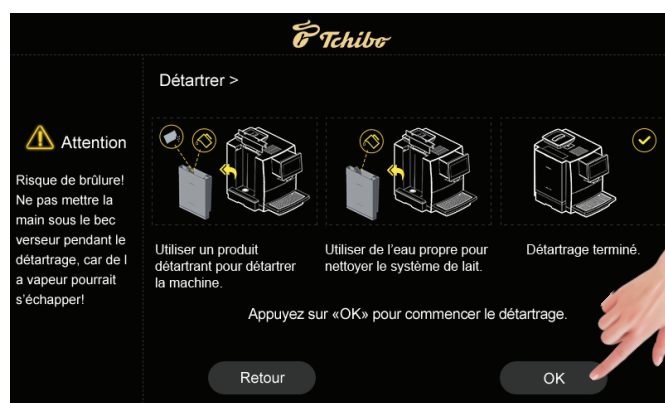 Tchibo
Détartrer >
Attention
Risque de brûlure!
Ne pas mettre la
main sous le bec
verseur pendant le
détartrage, car de l
a vapeur pourrait
s'échapper!
Utiliser un produit
détartrant pour détartrer
la machine.
Utiliser de l'eau propre pour
nettoyer le système de lait.
Détartrage terminé.
Appuyez sur «OK» pour commencer le détartrage.
Retour
OK